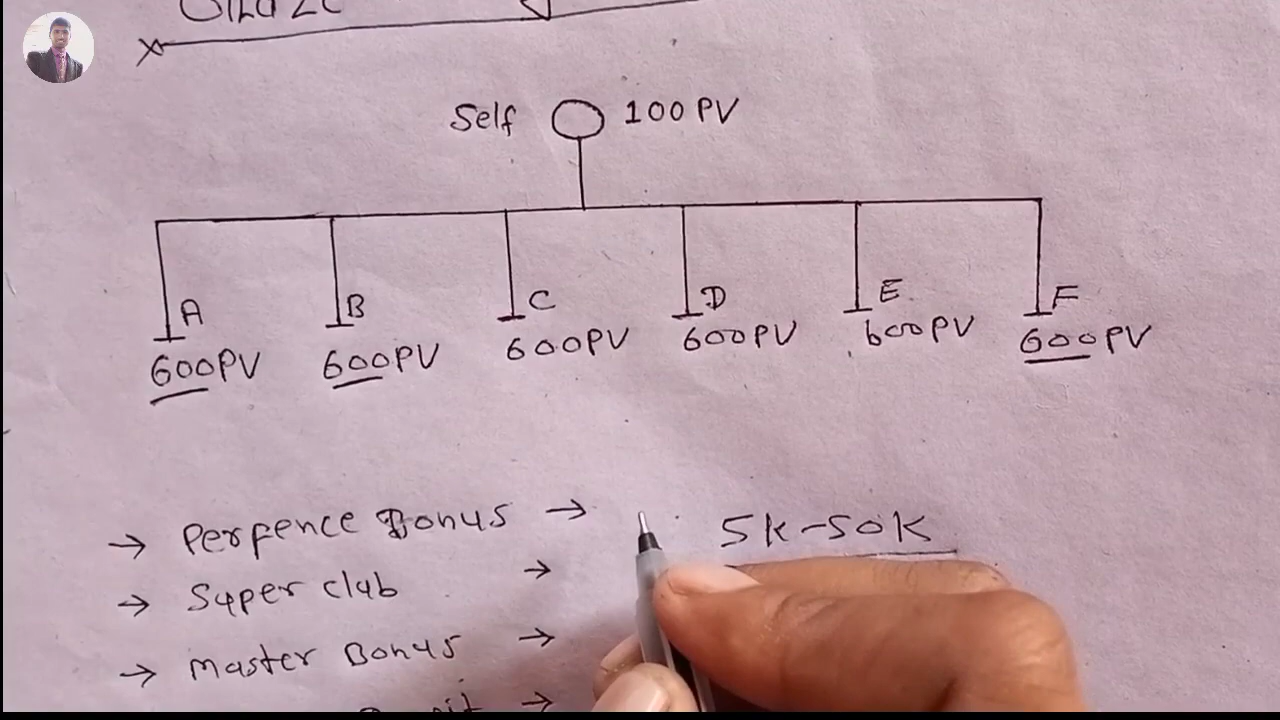 Self 100 PV
A B C D E F
600PV 600PV 600PV 600PV 600PV 600PV
→ Perfence Bonus → 5K-50K
→ Super club →
→ Master Bonus →
→